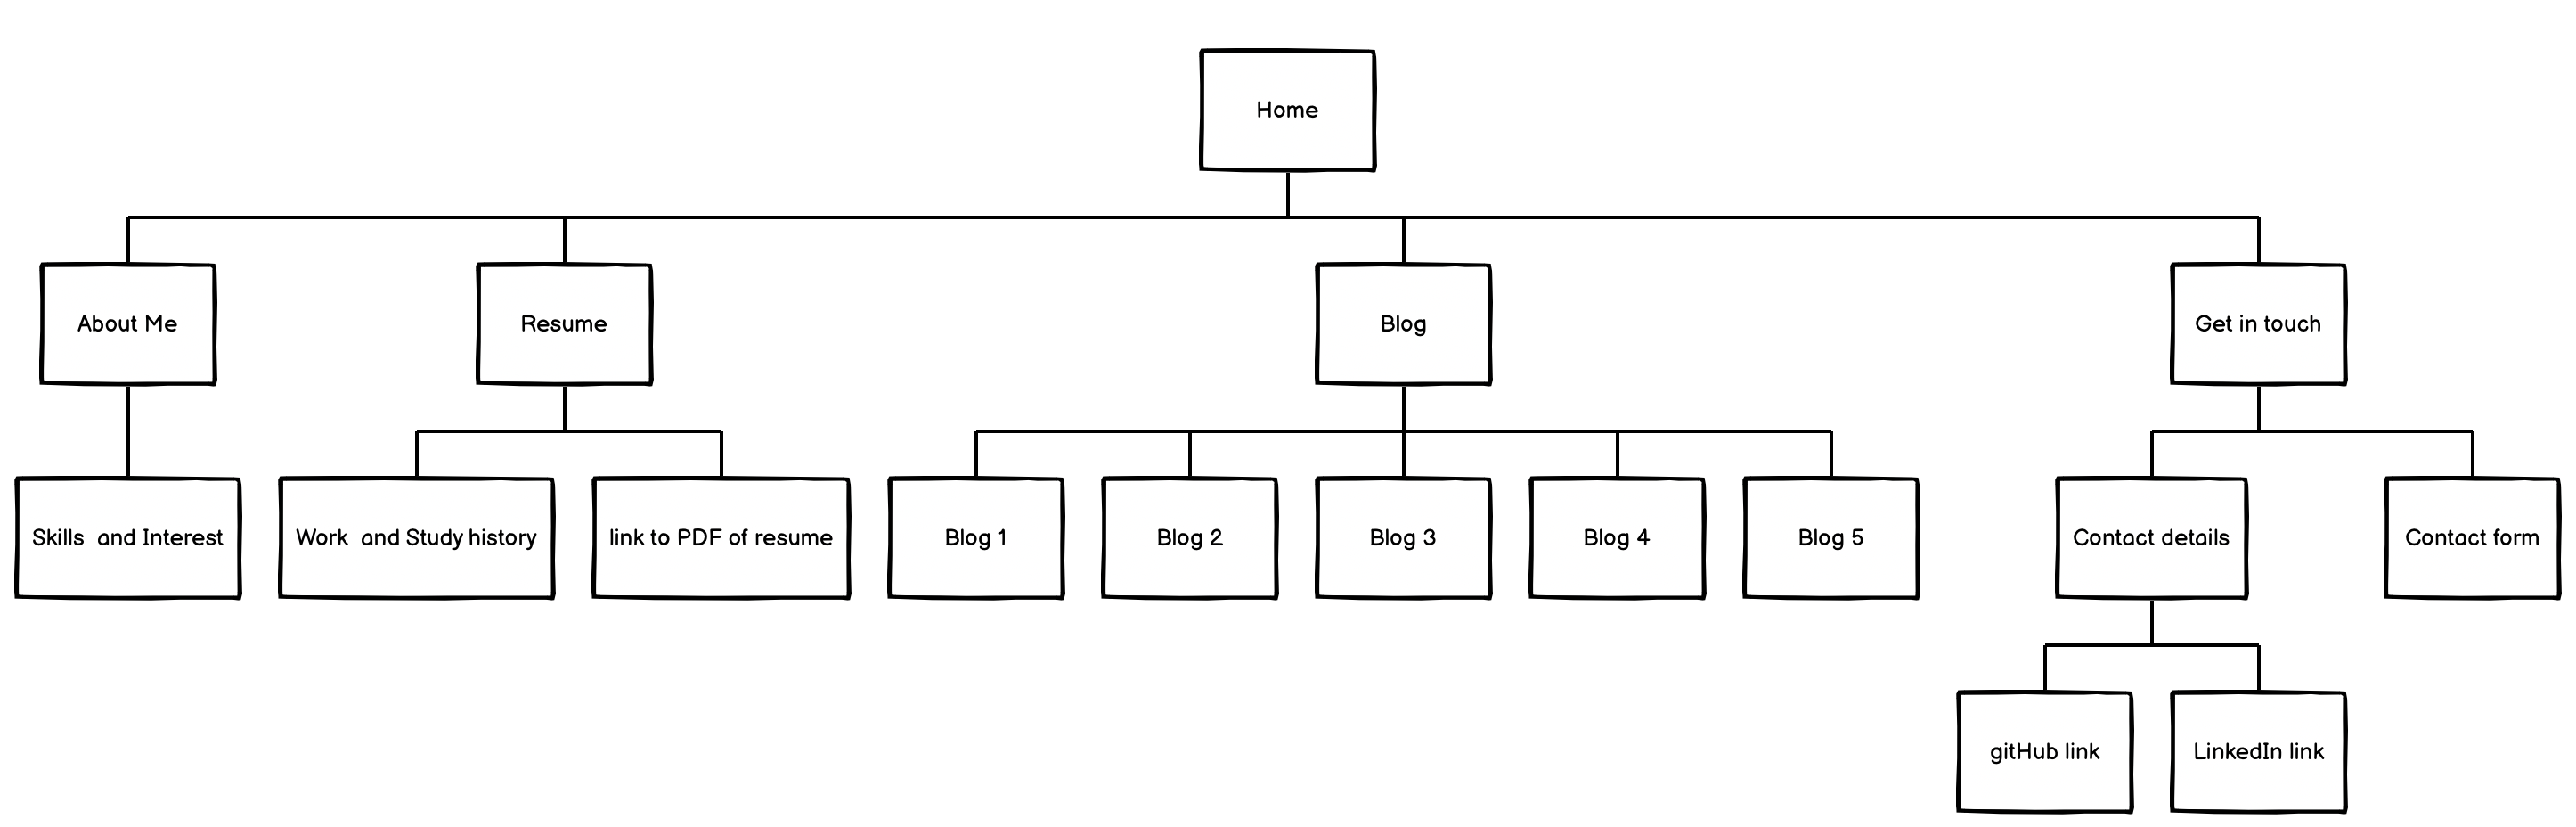 Home
About Me
Resume
Blog
Get in touch
Skills  and Interest
Work  and Study history
link to PDF of resume
Blog 1
Blog 2
Blog 3
Blog 4
Blog 5
Contact details
Contact form
gitHub link
LinkedIn link